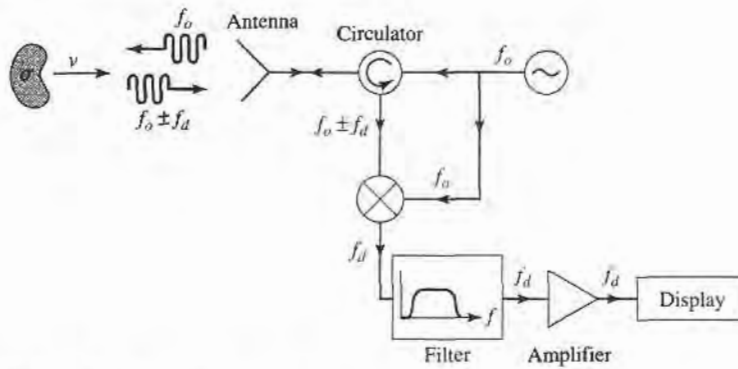 Antenna
Circulator
f_o
f_o
σ
v
f_o ± f_d
f_o ± f_d
f_o
f_d
f
f_d
f_d
Display
Filter
Amplifier